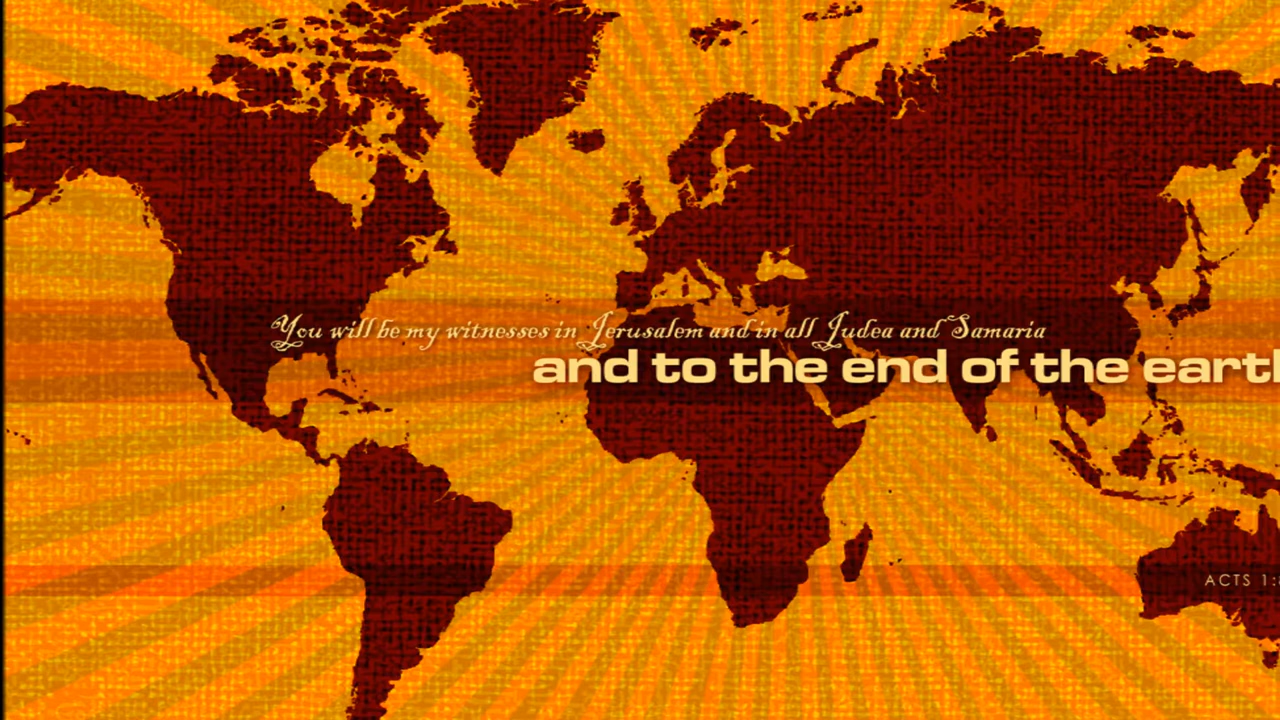 You will be my witnesses in Jerusalem and in all Judea and Samaria
and to the end of the earth
ACTS 1:8